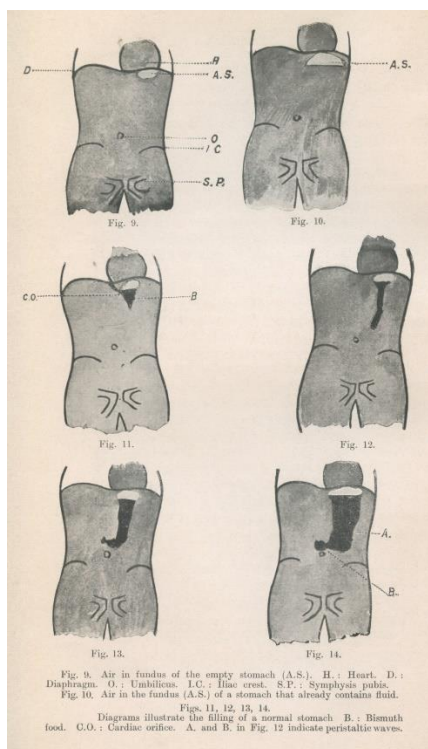 H
D
A.S.
A.S.
O
I C
S.P.
Fig. 9.
Fig. 10.
C.O.
B
Fig. 11.
Fig. 12.
A.
B.
Fig. 13.
Fig. 14.
Fig. 9. Air in fundus of the empty stomach (A.S.). H.: Heart. D.:
Diaphragm. O.: Umbilicus. I.C.: Iliac crest. S.P.: Symphysis pubis.
Fig. 10. Air in the fundus (A.S.) of a stomach that already contains fluid.
Figs. 11, 12, 13, 14.
Diagrams illustrate the filling of a normal stomach B.: Bismuth
food. C.O.: Cardiac orifice. A. and B. in Fig. 12 indicate peristaltic waves.